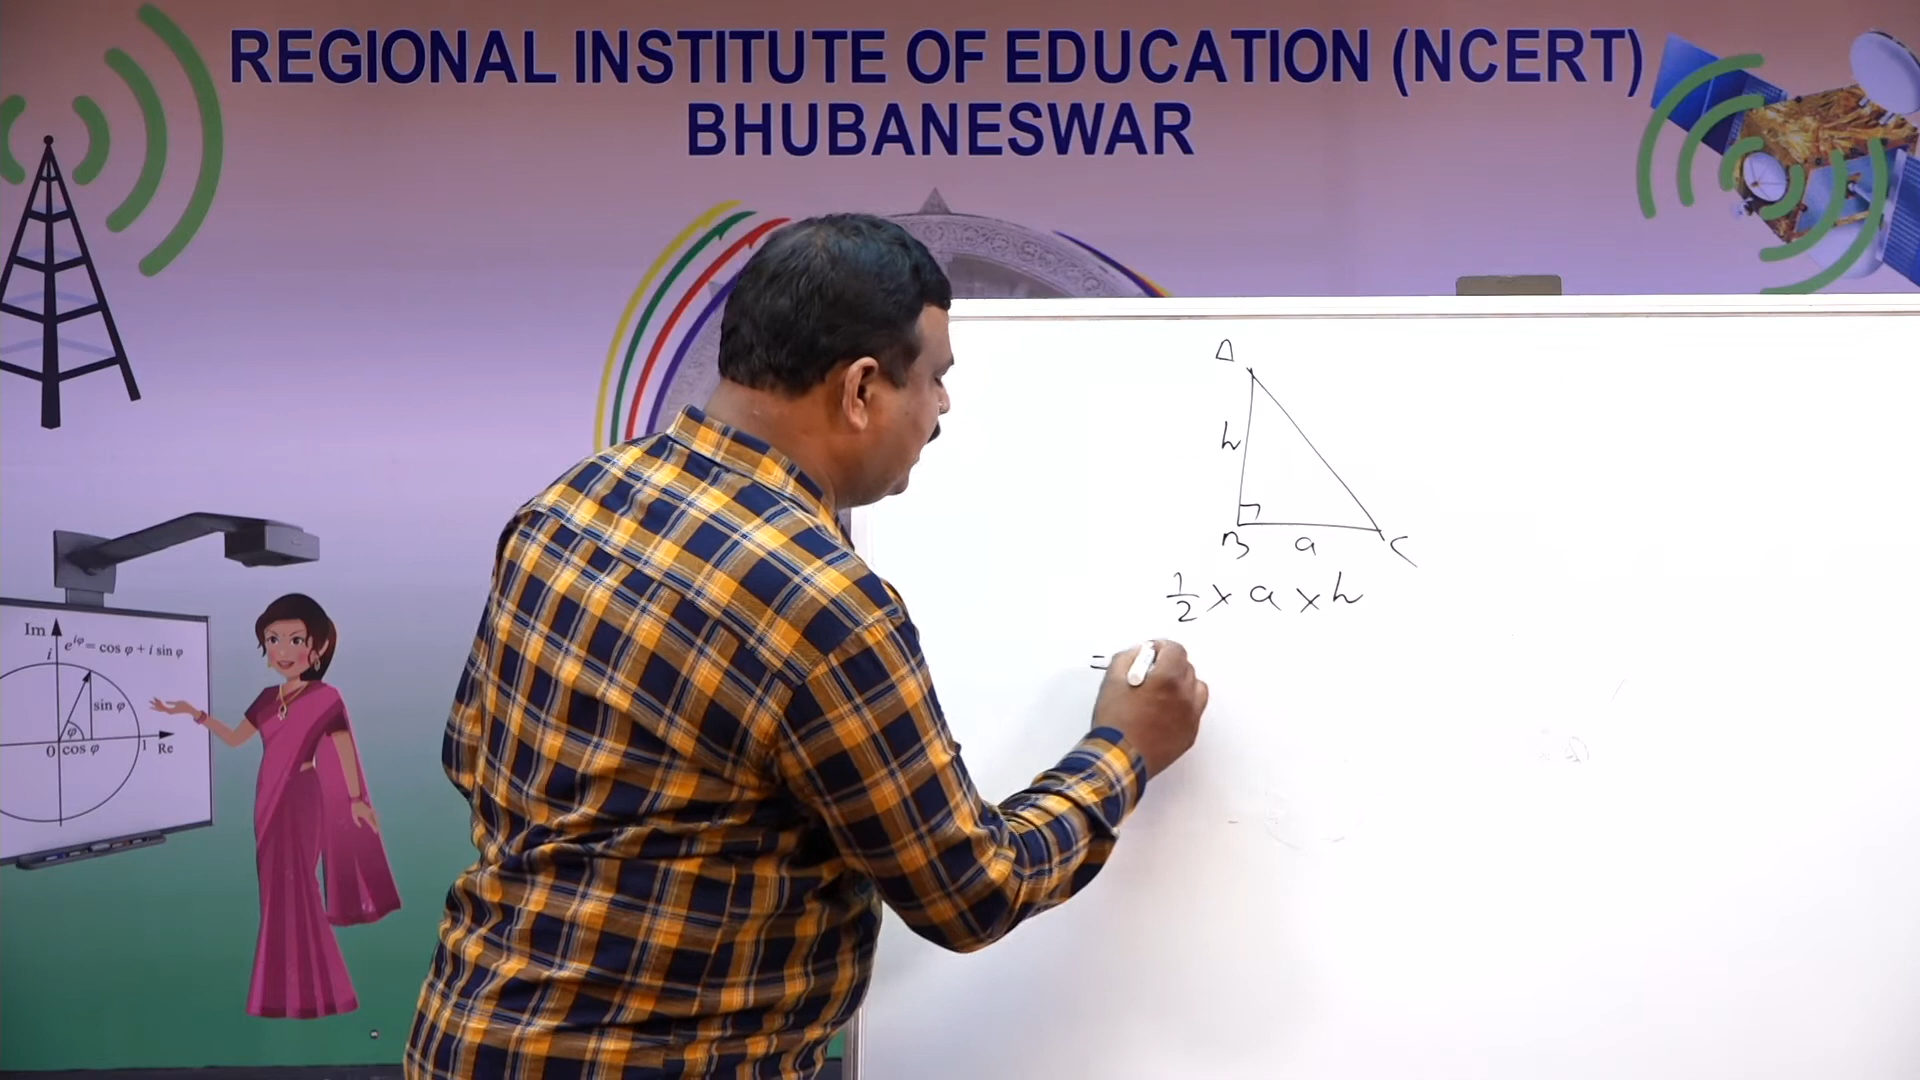 REGIONAL INSTITUTE OF EDUCATION (NCERT)
BHUBANESWAR
Im
i
e^{iφ} = cos φ + i sin φ
sin φ
φ
0 cos φ 1 Re
A
h
B a C
1/2 × a × h
=